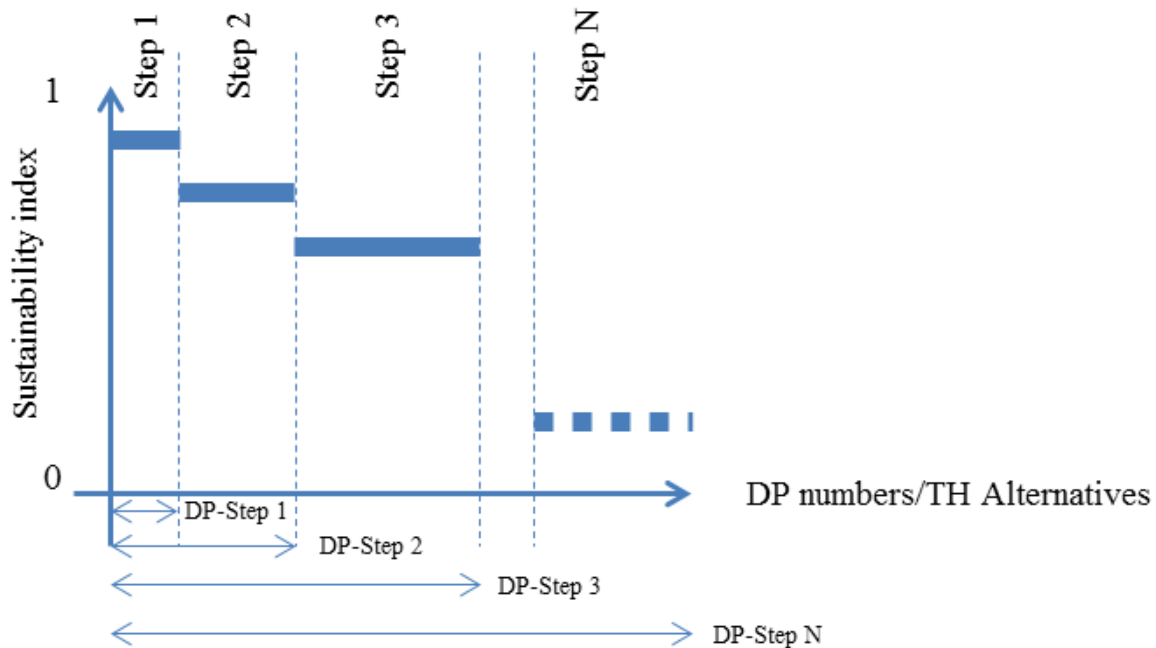 Step 1
Step 2
Step 3
Step N
1
Sustainability index
0
DP numbers/TH Alternatives
DP-Step 1
DP-Step 2
DP-Step 3
DP-Step N